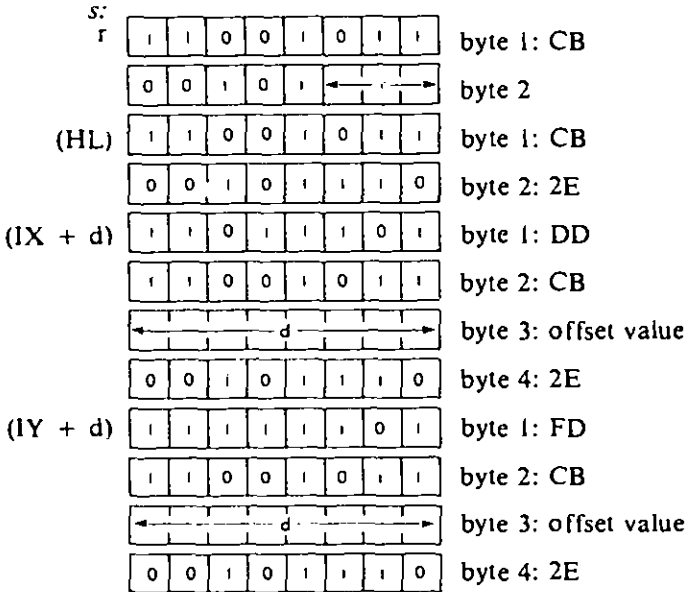 s:
r 1 1 0 0 1 0 1 1 byte 1: CB
0 0 1 0 1 r byte 2
(HL) 1 1 0 0 1 0 1 1 byte 1: CB
0 0 1 0 1 1 1 0 byte 2: 2E
(IX + d) 1 1 0 1 1 1 0 1 byte 1: DD
1 1 0 0 1 0 1 1 byte 2: CB
d byte 3: offset value
0 0 1 0 1 1 1 0 byte 4: 2E
(IY + d) 1 1 1 1 1 1 0 1 byte 1: FD
1 1 0 0 1 0 1 1 byte 2: CB
d byte 3: offset value
0 0 1 0 1 1 1 0 byte 4: 2E